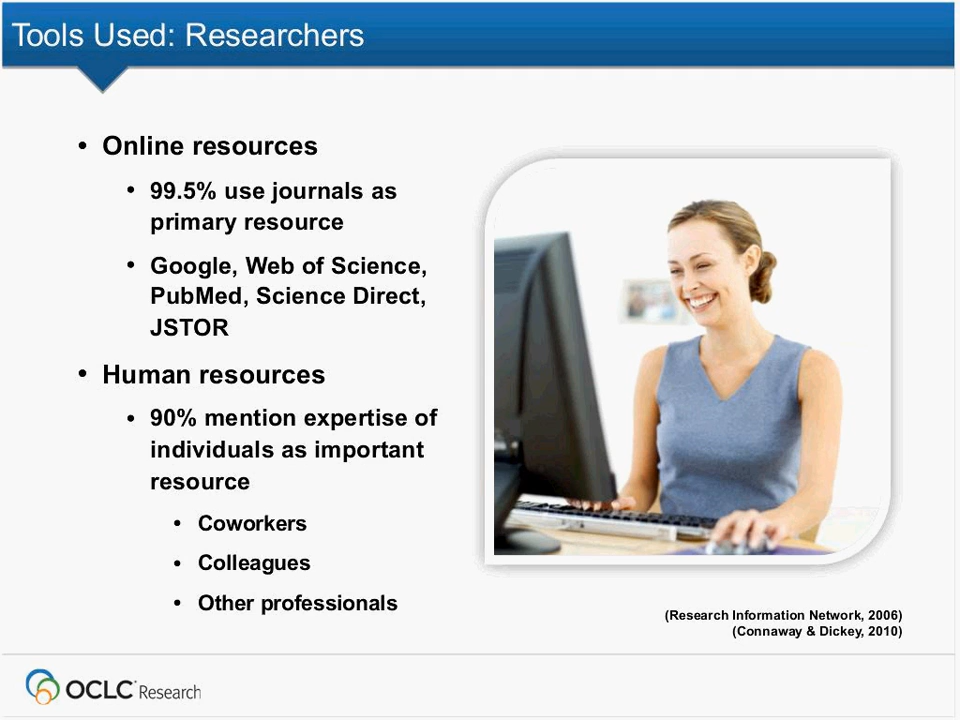 Tools Used: Researchers
• Online resources
• 99.5% use journals as
primary resource
• Google, Web of Science,
PubMed, Science Direct,
JSTOR
• Human resources
• 90% mention expertise of
individuals as important
resource
• Coworkers
• Colleagues
• Other professionals
(Research Information Network, 2006)
(Connaway & Dickey, 2010)
OCLC Research